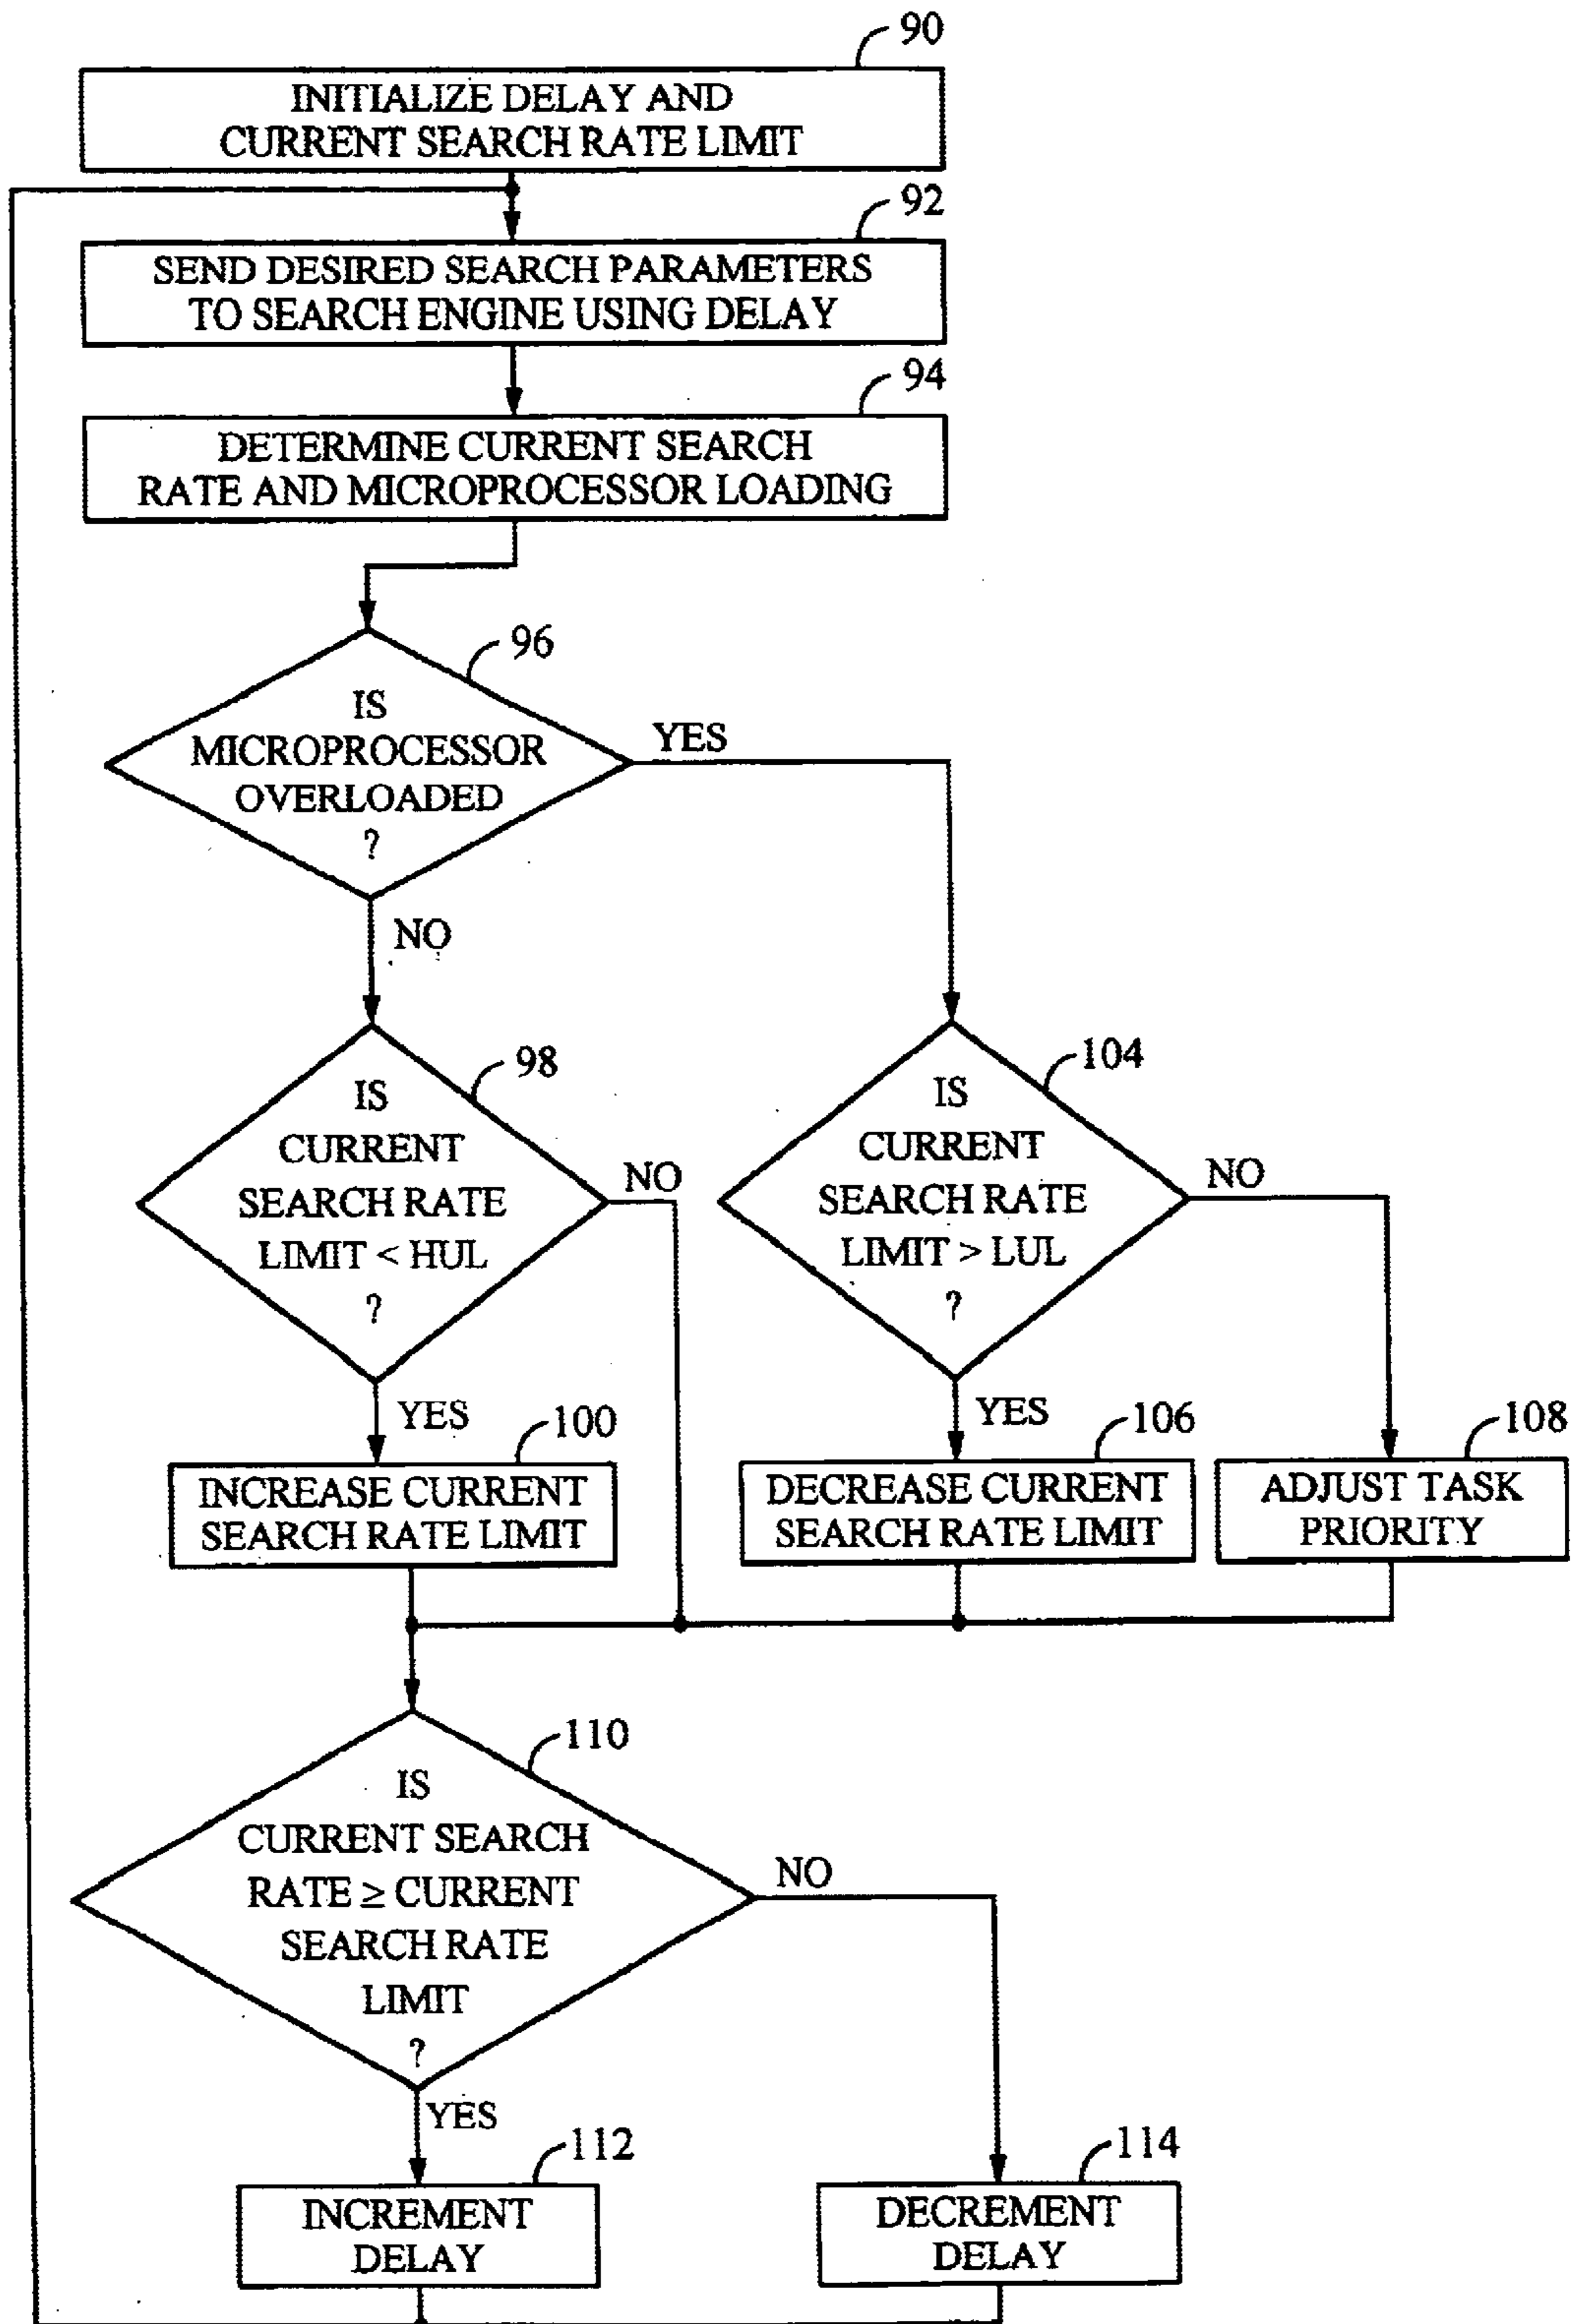 90
INITIALIZE DELAY AND
CURRENT SEARCH RATE LIMIT
92
SEND DESIRED SEARCH PARAMETERS
TO SEARCH ENGINE USING DELAY
94
DETERMINE CURRENT SEARCH
RATE AND MICROPROCESSOR LOADING
96
IS
MICROPROCESSOR
OVERLOADED
?
YES
NO
98
IS
CURRENT
SEARCH RATE
LIMIT < HUL
?
NO
YES
104
IS
CURRENT
SEARCH RATE
LIMIT > LUL
?
NO
YES
100
INCREASE CURRENT
SEARCH RATE LIMIT
106
DECREASE CURRENT
SEARCH RATE LIMIT
108
ADJUST TASK
PRIORITY
110
IS
CURRENT SEARCH
RATE ≥ CURRENT
SEARCH RATE
LIMIT
?
NO
YES
112
INCREMENT
DELAY
114
DECREMENT
DELAY